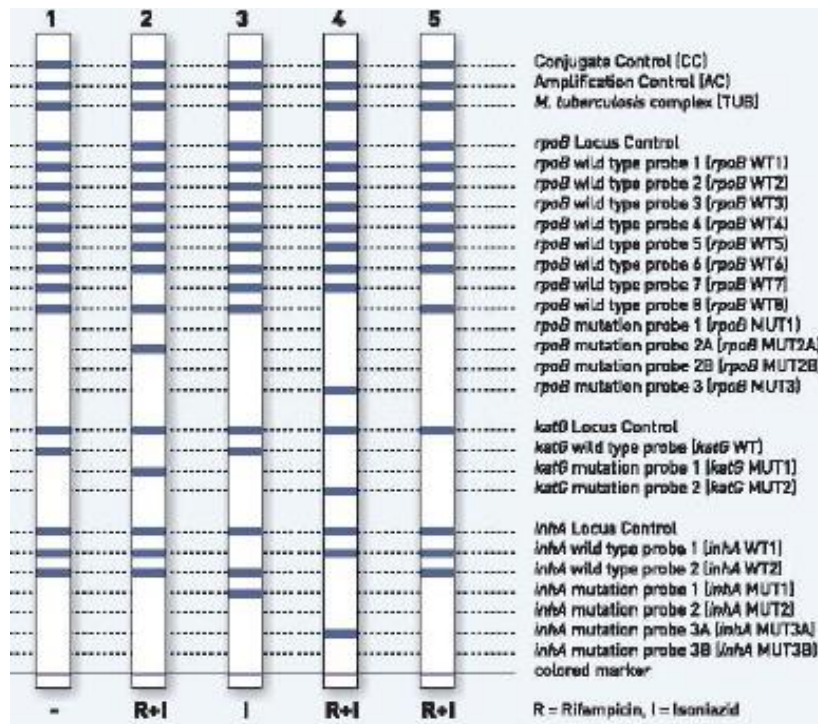 1 2 3 4 5
Conjugate Control (CC)
Amplification Control (AC)
M. tuberculosis complex (TUB)
rpoB Locus Control
rpoB wild type probe 1 (rpoB WT1)
rpoB wild type probe 2 (rpoB WT2)
rpoB wild type probe 3 (rpoB WT3)
rpoB wild type probe 4 (rpoB WT4)
rpoB wild type probe 5 (rpoB WT5)
rpoB wild type probe 6 (rpoB WT6)
rpoB wild type probe 7 (rpoB WT7)
rpoB wild type probe 8 (rpoB WT8)
rpoB mutation probe 1 (rpoB MUT1)
rpoB mutation probe 2A (rpoB MUT2A)
rpoB mutation probe 2B (rpoB MUT2B)
rpoB mutation probe 3 (rpoB MUT3)
katG Locus Control
katG wild type probe (katG WT)
katG mutation probe 1 (katG MUT1)
katG mutation probe 2 (katG MUT2)
inhA Locus Control
inhA wild type probe 1 (inhA WT1)
inhA wild type probe 2 (inhA WT2)
inhA mutation probe 1 (inhA MUT1)
inhA mutation probe 2 (inhA MUT2)
inhA mutation probe 3A (inhA MUT3A)
inhA mutation probe 3B (inhA MUT3B)
colored marker
- R+I I R+I R+I R = Rifampicin, I = Isoniazid